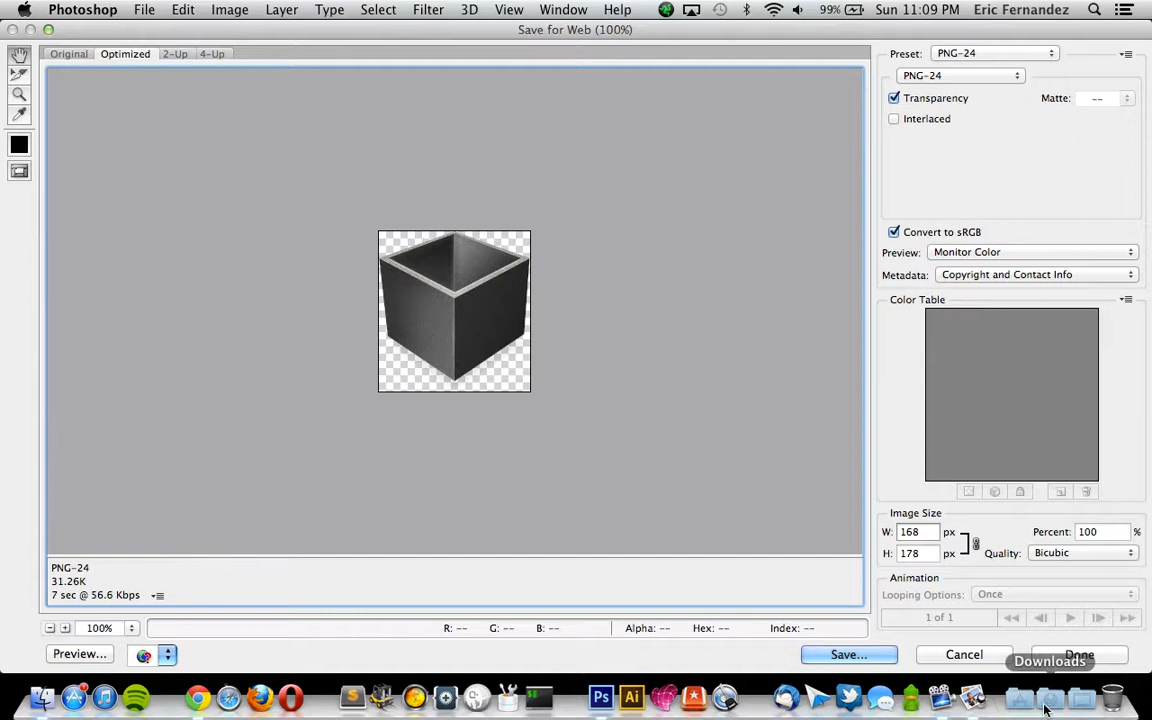 Photoshop File Edit Image Layer Type Select Filter 3D View Window Help 99% Sun 11:09 PM Eric Fernandez
Save for Web (100%)
Original Optimized 2-Up 4-Up
Preset: PNG-24
PNG-24
Transparency Matte: --
Interlaced
Convert to sRGB
Preview: Monitor Color
Metadata: Copyright and Contact Info
Color Table
Image Size
W: 168 px Percent: 100 %
H: 178 px Quality: Bicubic
PNG-24
31.26K
7 sec @ 56.6 Kbps
Animation
Looping Options: Once
1 of 1
100% R: -- G: -- B: -- Alpha: -- Hex: -- Index: --
Preview... Save... Cancel Done
Downloads
Ps Ai